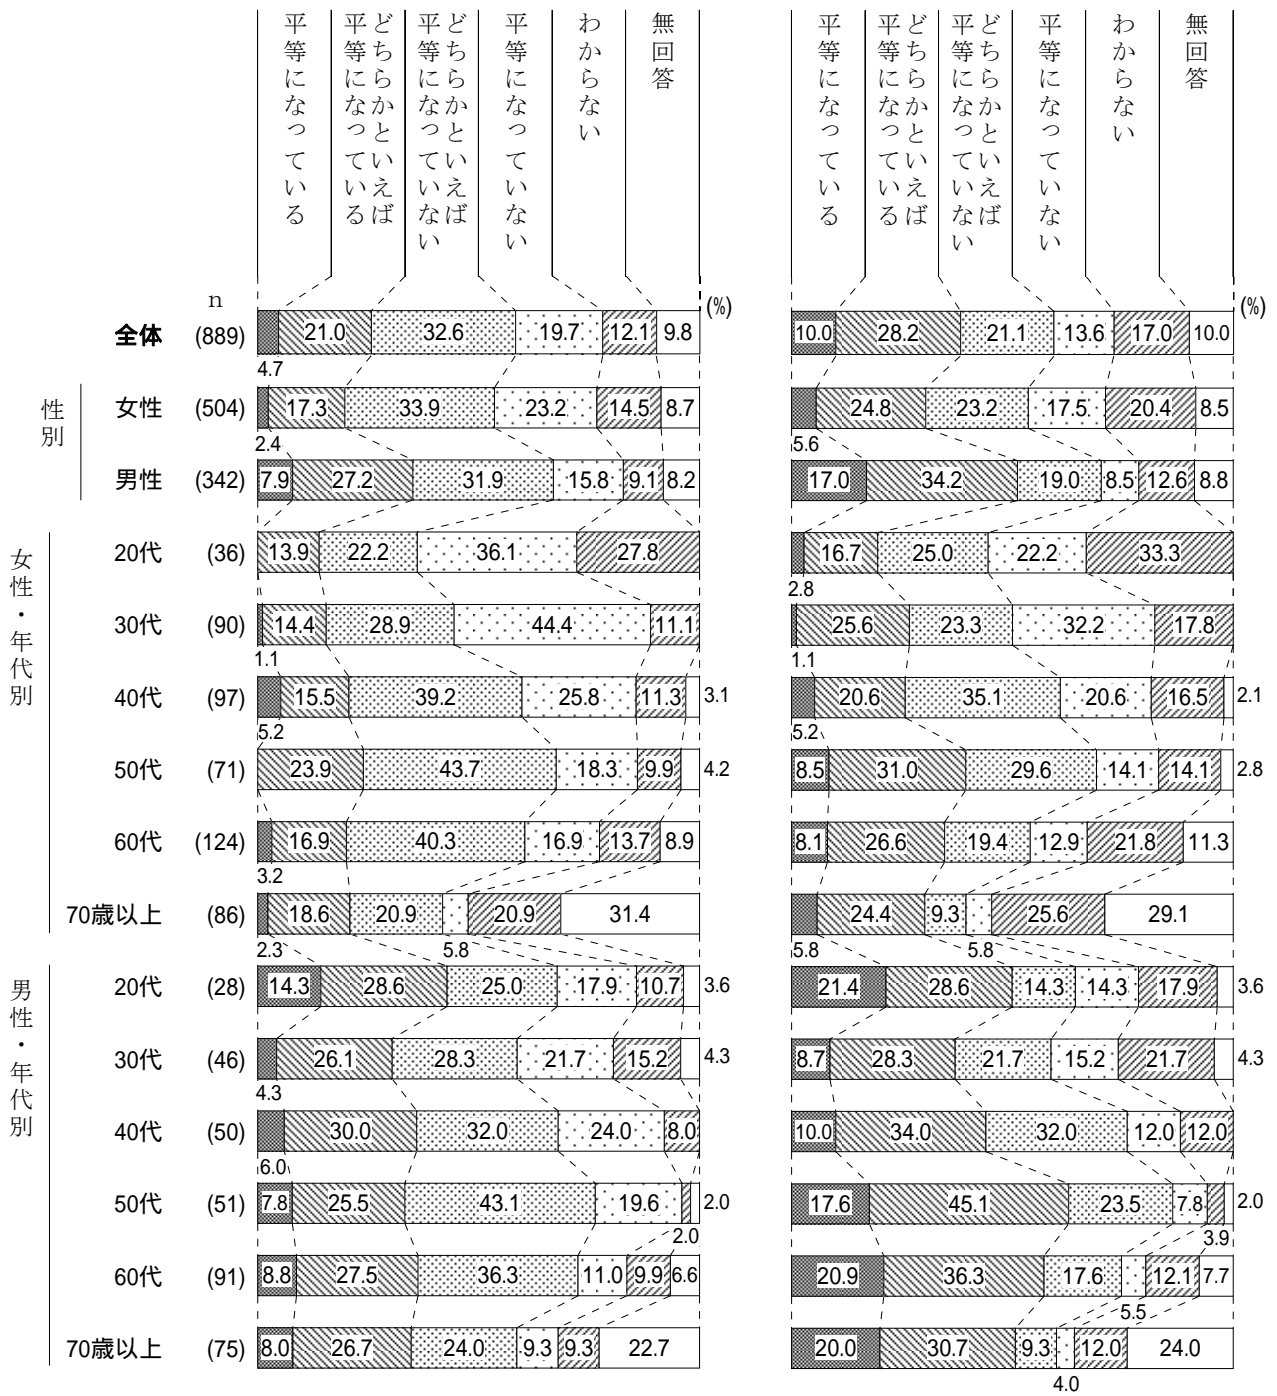 平等になっている
どちらかといえば
平等になっている
どちらかといえば
平等になっていない
平等になっていない
わからない
無回答
平等になっている
どちらかといえば
平等になっている
どちらかといえば
平等になっていない
平等になっていない
わからない
無回答
n (%) (%)
全体 (889) 21.0 32.6 19.7 12.1 9.8 10.0 28.2 21.1 13.6 17.0 10.0
4.7
性別
女性 (504) 17.3 33.9 23.2 14.5 8.7 24.8 23.2 17.5 20.4 8.5
2.4 5.6
男性 (342) 7.9 27.2 31.9 15.8 9.1 8.2 17.0 34.2 19.0 8.5 12.6 8.8
女性・年代別
20代 (36) 13.9 22.2 36.1 27.8 16.7 25.0 22.2 33.3
2.8
30代 (90) 14.4 28.9 44.4 11.1 25.6 23.3 32.2 17.8
1.1 1.1
40代 (97) 15.5 39.2 25.8 11.3 3.1 20.6 35.1 20.6 16.5 2.1
5.2 5.2
50代 (71) 23.9 43.7 18.3 9.9 4.2 8.5 31.0 29.6 14.1 14.1 2.8
60代 (124) 16.9 40.3 16.9 13.7 8.9 8.1 26.6 19.4 12.9 21.8 11.3
3.2
70歳以上 (86) 18.6 20.9 20.9 31.4 24.4 9.3 25.6 29.1
2.3 5.8 5.8 5.8
男性・年代別
20代 (28) 14.3 28.6 25.0 17.9 10.7 3.6 21.4 28.6 14.3 14.3 17.9 3.6
30代 (46) 26.1 28.3 21.7 15.2 4.3 8.7 28.3 21.7 15.2 21.7 4.3
4.3
40代 (50) 30.0 32.0 24.0 8.0 10.0 34.0 32.0 12.0 12.0
6.0
50代 (51) 7.8 25.5 43.1 19.6 2.0 17.6 45.1 23.5 7.8 2.0
2.0 3.9
60代 (91) 8.8 27.5 36.3 11.0 9.9 6.6 20.9 36.3 17.6 12.1 7.7
5.5
70歳以上 (75) 8.0 26.7 24.0 9.3 9.3 22.7 20.0 30.7 9.3 12.0 24.0
4.0